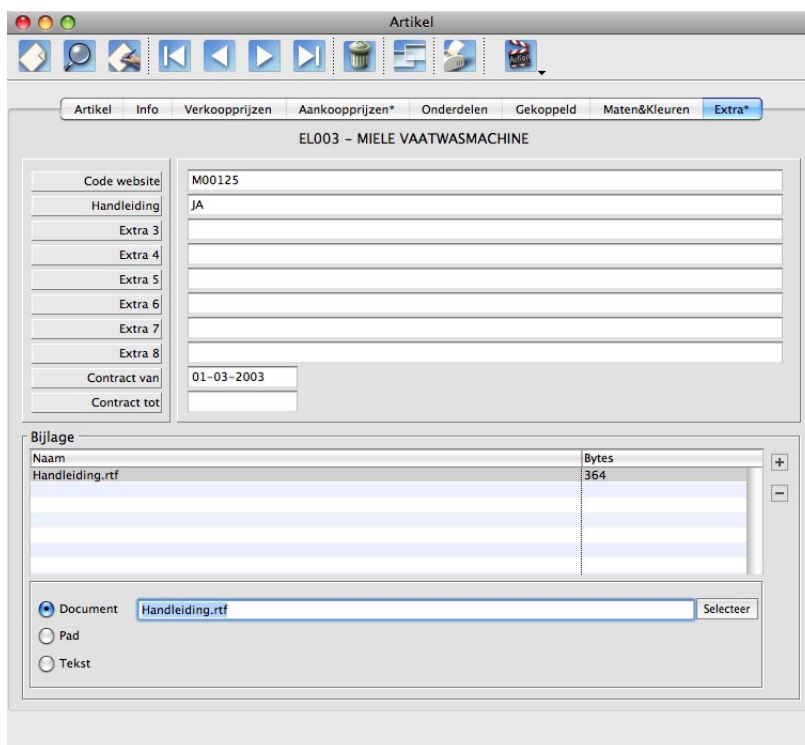 Artikel
Action
Artikel Info Verkoopprijzen Aankoopprijzen* Onderdelen Gekoppeld Maten&Kleuren Extra*
EL003 - MIELE VAATWASMACHINE
Code website M00125
Handleiding JA
Extra 3
Extra 4
Extra 5
Extra 6
Extra 7
Extra 8
Contract van 01-03-2003
Contract tot
Bijlage
Naam Bytes
Handleiding.rtf 364
Document Handleiding.rtf Selecteer
Pad
Tekst